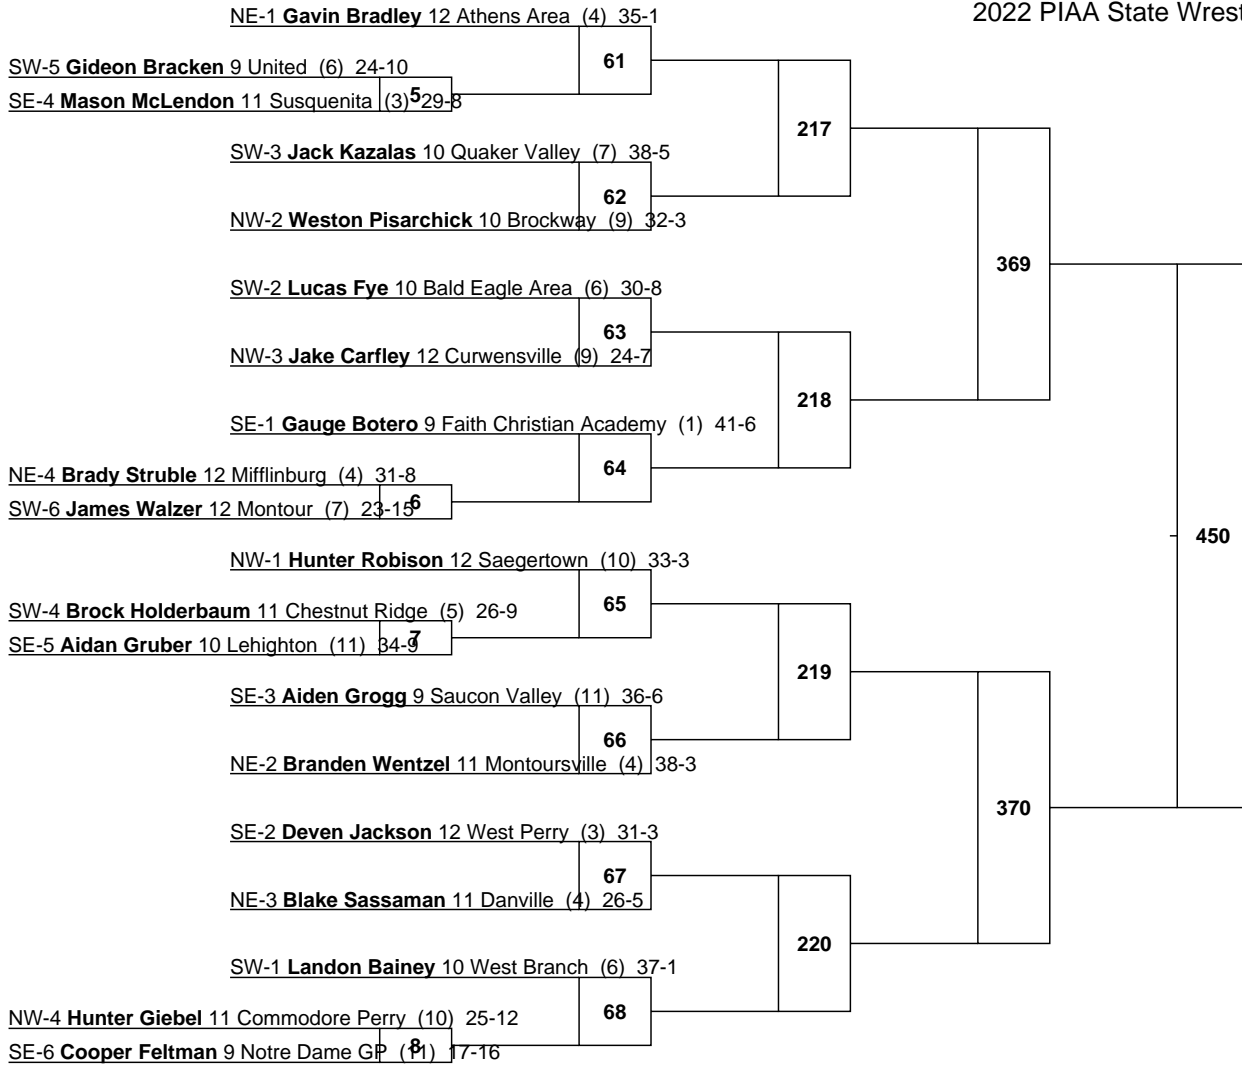 2022 PIAA State Wrest
NE-1 Gavin Bradley 12 Athens Area (4) 35-1
61
SW-5 Gideon Bracken 9 United (6) 24-10
5
SE-4 Mason McLendon 11 Susquenita (3) 29-8
217
SW-3 Jack Kazalas 10 Quaker Valley (7) 38-5
62
NW-2 Weston Pisarchick 10 Brockway (9) 32-3
369
SW-2 Lucas Fye 10 Bald Eagle Area (6) 30-8
63
NW-3 Jake Carfley 12 Curwensville (9) 24-7
218
SE-1 Gauge Botero 9 Faith Christian Academy (1) 41-6
64
NE-4 Brady Struble 12 Mifflinburg (4) 31-8
6
SW-6 James Walzer 12 Montour (7) 23-15
450
NW-1 Hunter Robison 12 Saegertown (10) 33-3
65
SW-4 Brock Holderbaum 11 Chestnut Ridge (5) 26-9
7
SE-5 Aidan Gruber 10 Lehighton (11) 34-9
219
SE-3 Aiden Grogg 9 Saucon Valley (11) 36-6
66
NE-2 Branden Wentzel 11 Montoursville (4) 38-3
370
SE-2 Deven Jackson 12 West Perry (3) 31-3
67
NE-3 Blake Sassaman 11 Danville (4) 26-5
220
SW-1 Landon Bainey 10 West Branch (6) 37-1
68
NW-4 Hunter Giebel 11 Commodore Perry (10) 25-12
8
SE-6 Cooper Feltman 9 Notre Dame GP (11) 17-16